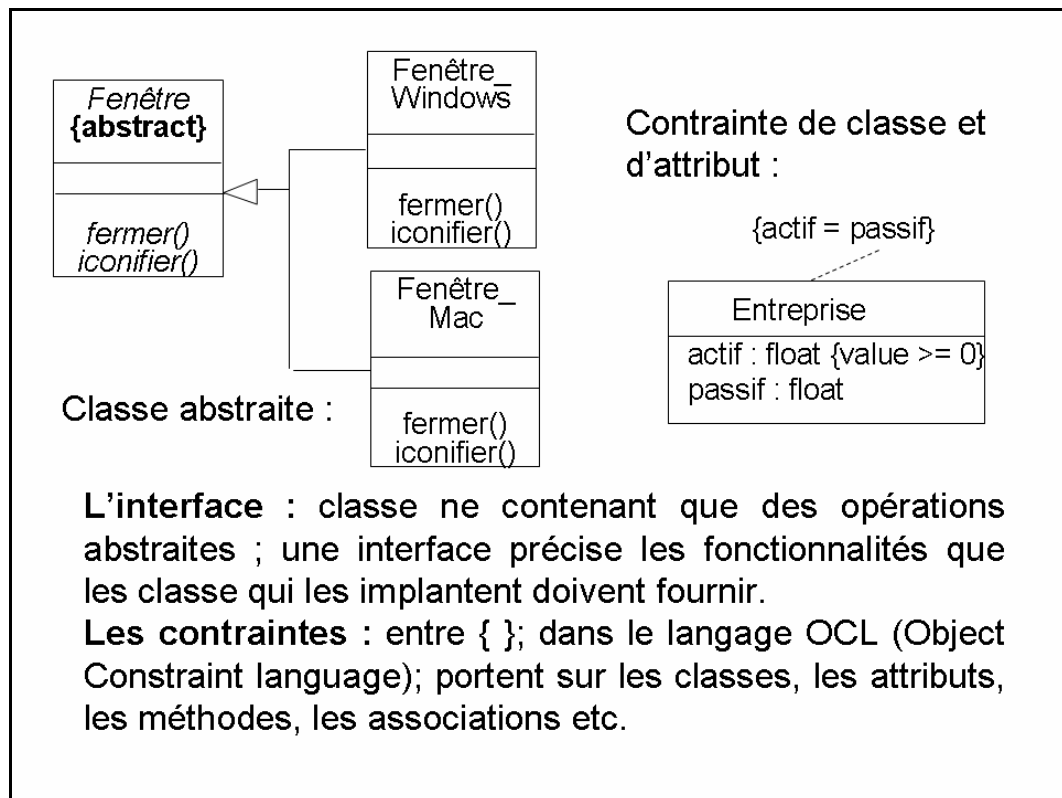 Fenêtre
{abstract}
fermer()
iconifier()
Fenêtre_
Windows
fermer()
iconifier()
Fenêtre_
Mac
fermer()
iconifier()
Classe abstraite :
Contrainte de classe et
d’attribut :
{actif = passif}
Entreprise
actif : float {value >= 0}
passif : float
L’interface : classe ne contenant que des opérations
abstraites ; une interface précise les fonctionnalités que
les classe qui les implantent doivent fournir.
Les contraintes : entre { }; dans le langage OCL (Object
Constraint language); portent sur les classes, les attributs,
les méthodes, les associations etc.